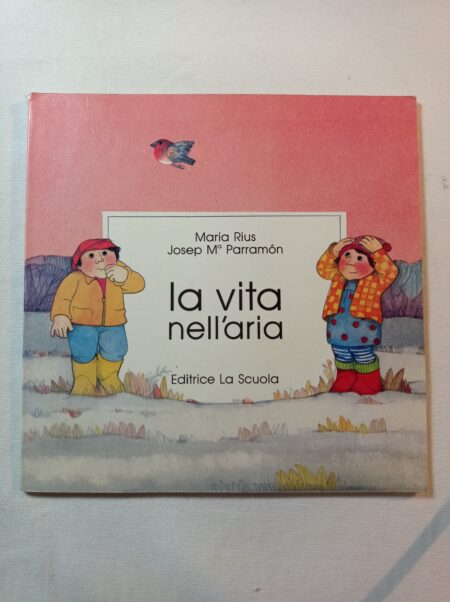 Maria Rius
Josep Mª Parramón
la vita
nell'aria
Editrice La Scuola